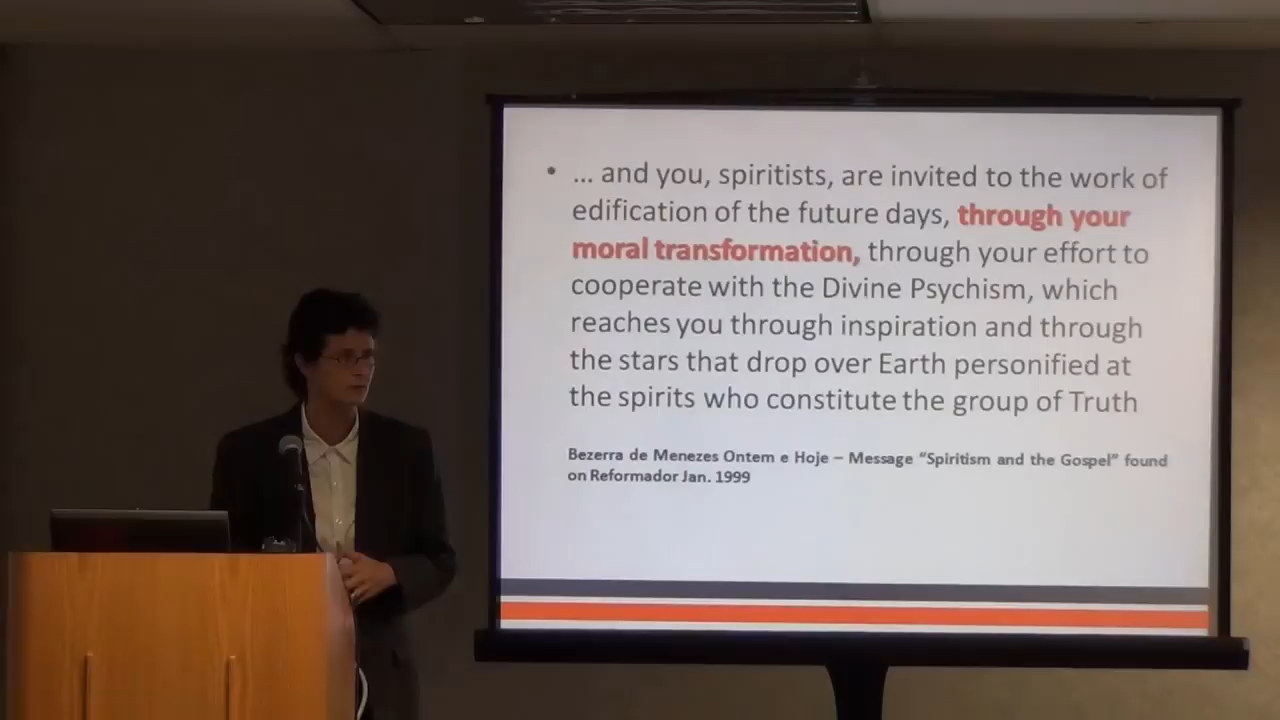 • ... and you, spiritists, are invited to the work of
edification of the future days, through your
moral transformation, through your effort to
cooperate with the Divine Psychism, which
reaches you through inspiration and through
the stars that drop over Earth personified at
the spirits who constitute the group of Truth
Bezerra de Menezes Ontem e Hoje – Message “Spiritism and the Gospel” found
on Reformador Jan. 1999